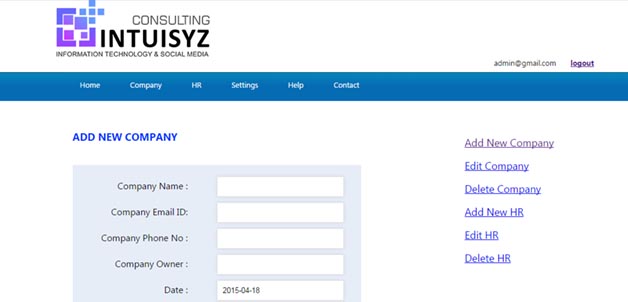 CONSULTING
INTUISYZ
INFORMATION TECHNOLOGY & SOCIAL MEDIA
admin@gmail.com logout
Home Company HR Settings Help Contact
ADD NEW COMPANY
Company Name :
Company Email ID:
Company Phone No :
Company Owner :
Date : 2015-04-18
Add New Company
Edit Company
Delete Company
Add New HR
Edit HR
Delete HR